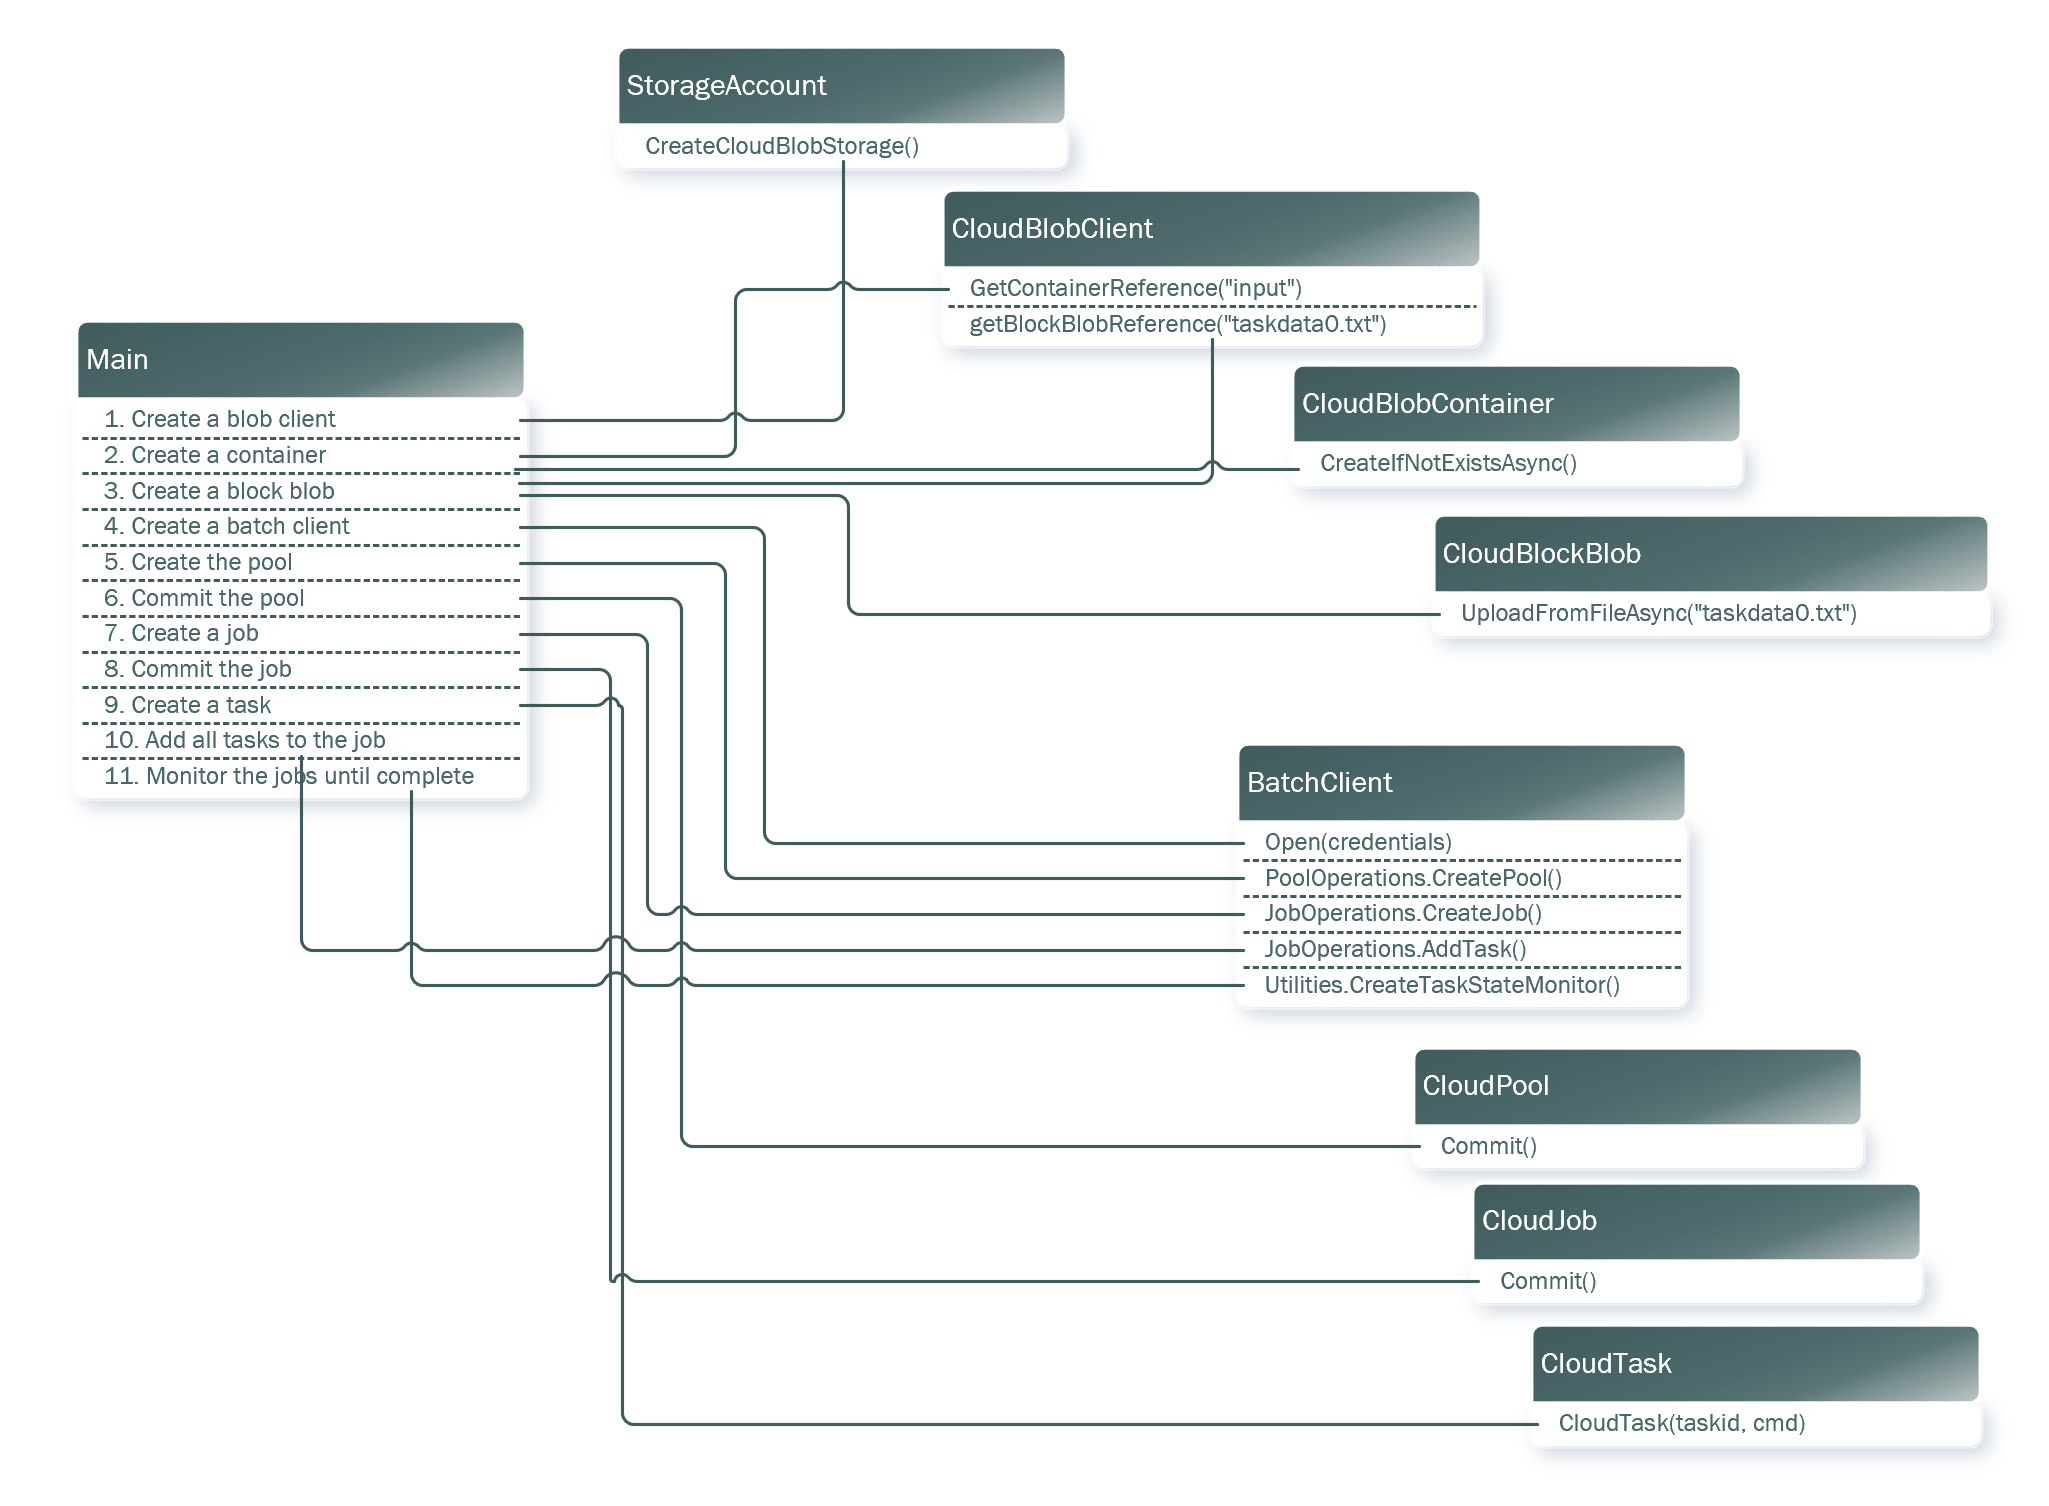 StorageAccount
CreateCloudBlobStorage()
CloudBlobClient
GetContainerReference("input")
getBlockBlobReference("taskdata0.txt")
Main
1. Create a blob client
2. Create a container
3. Create a block blob
4. Create a batch client
5. Create the pool
6. Commit the pool
7. Create a job
8. Commit the job
9. Create a task
10. Add all tasks to the job
11. Monitor the jobs until complete
CloudBlobContainer
CreateIfNotExistsAsync()
CloudBlockBlob
UploadFromFileAsync("taskdata0.txt")
BatchClient
Open(credentials)
PoolOperations.CreatePool()
JobOperations.CreateJob()
JobOperations.AddTask()
Utilities.CreateTaskStateMonitor()
CloudPool
Commit()
CloudJob
Commit()
CloudTask
CloudTask(taskid, cmd)